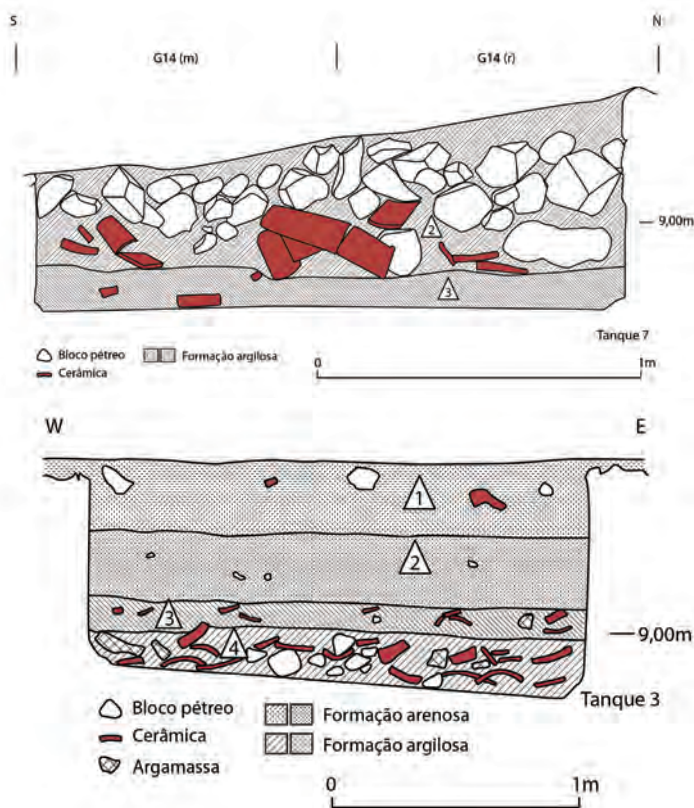 S N
G14 (m) G14 (r)
2
9,00m
3
Tanque 7
Bloco pétreo Formação argilosa
Cerâmica
0 1m
W E
1
2
3
9,00m
4
Tanque 3
Bloco pétreo Formação arenosa
Cerâmica Formação argilosa
Argamassa
0 1m